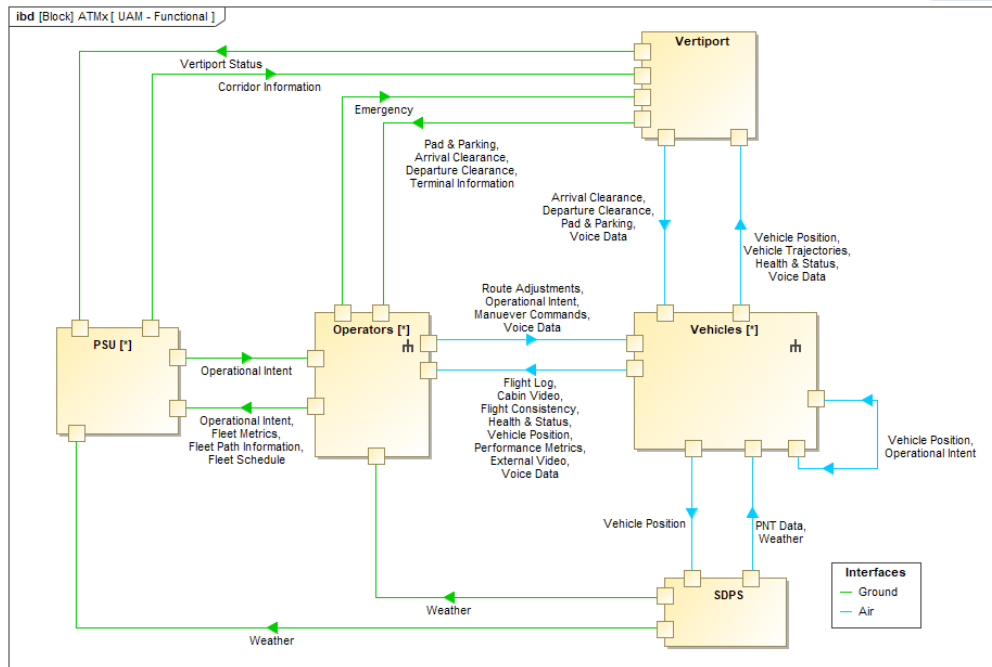 ibd [Block] ATMx [ UAM - Functional ]
Vertiport
Vertiport Status
Corridor Information
Emergency
Pad & Parking,
Arrival Clearance,
Departure Clearance,
Terminal Information
Arrival Clearance,
Departure Clearance,
Pad & Parking,
Voice Data
Vehicle Position,
Vehicle Trajectories,
Health & Status,
Voice Data
Route Adjustments,
Operational Intent,
Manuever Commands,
Voice Data
PSU [*]
Operators [*]
Vehicles [*]
Operational Intent
Operational Intent,
Fleet Metrics,
Fleet Path Information,
Fleet Schedule
Flight Log,
Cabin Video,
Flight Consistency,
Health & Status,
Vehicle Position,
Performance Metrics,
External Video,
Voice Data
Vehicle Position,
Operational Intent
Vehicle Position
PNT Data,
Weather
SDPS
Weather
Weather
Interfaces
Ground
Air